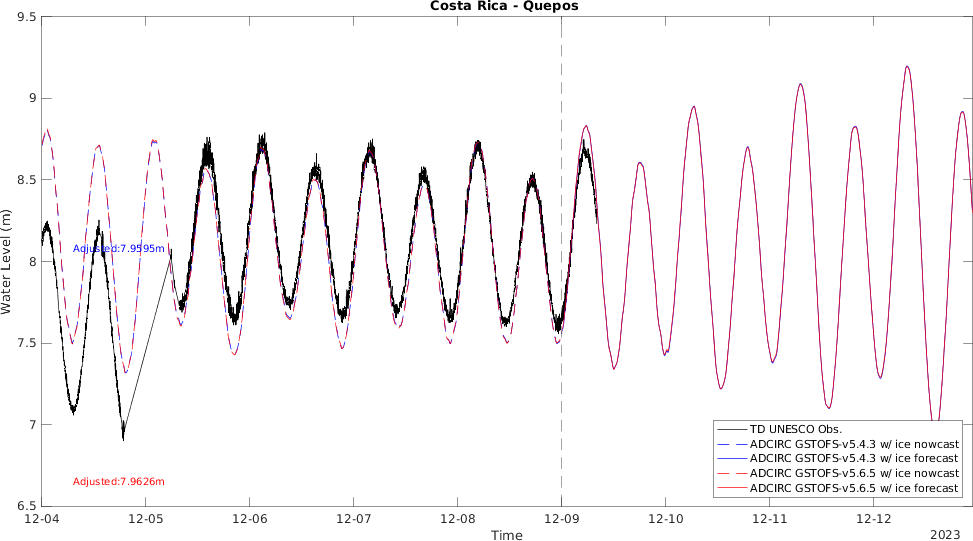 Costa Rica - Quepos
9.5
9
8.5
8
7.5
7
6.5
Water Level (m)
Adjusted:7.9595m
Adjusted:7.9626m
TD UNESCO Obs.
ADCIRC GSTOFS-v5.4.3 w/ ice nowcast
ADCIRC GSTOFS-v5.4.3 w/ ice forecast
ADCIRC GSTOFS-v5.6.5 w/ ice nowcast
ADCIRC GSTOFS-v5.6.5 w/ ice forecast
12-04 12-05 12-06 12-07 12-08 12-09 12-10 12-11 12-12
Time
2023